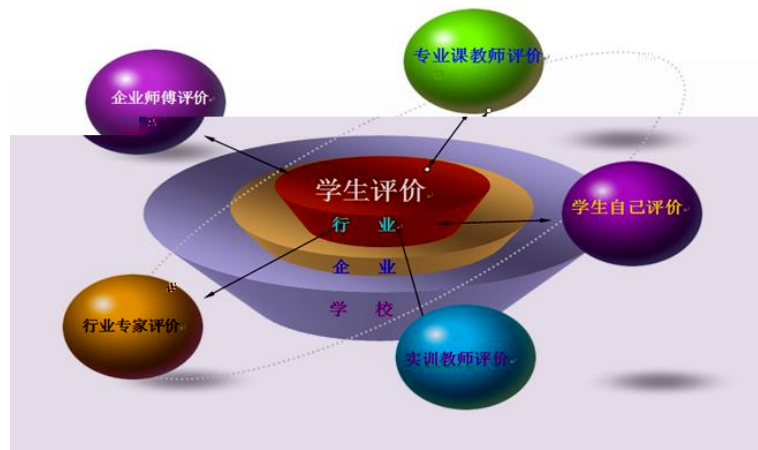 专业课教师评价
企业师傅评价
学生评价
学生自己评价
行 业
企 业
学 校
行业专家评价
实训教师评价